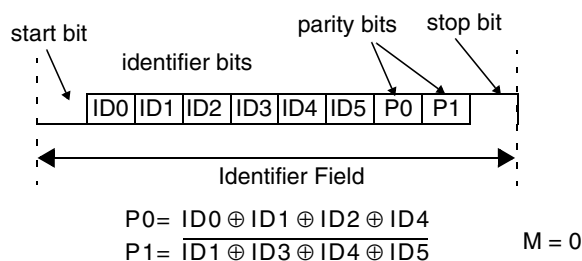 start bit
identifier bits
parity bits
stop bit
ID0 ID1 ID2 ID3 ID4 ID5 P0 P1
Identifier Field
P0= ID0 ⊕ ID1 ⊕ ID2 ⊕ ID4
P1= ID1 ⊕ ID3 ⊕ ID4 ⊕ ID5
M = 0